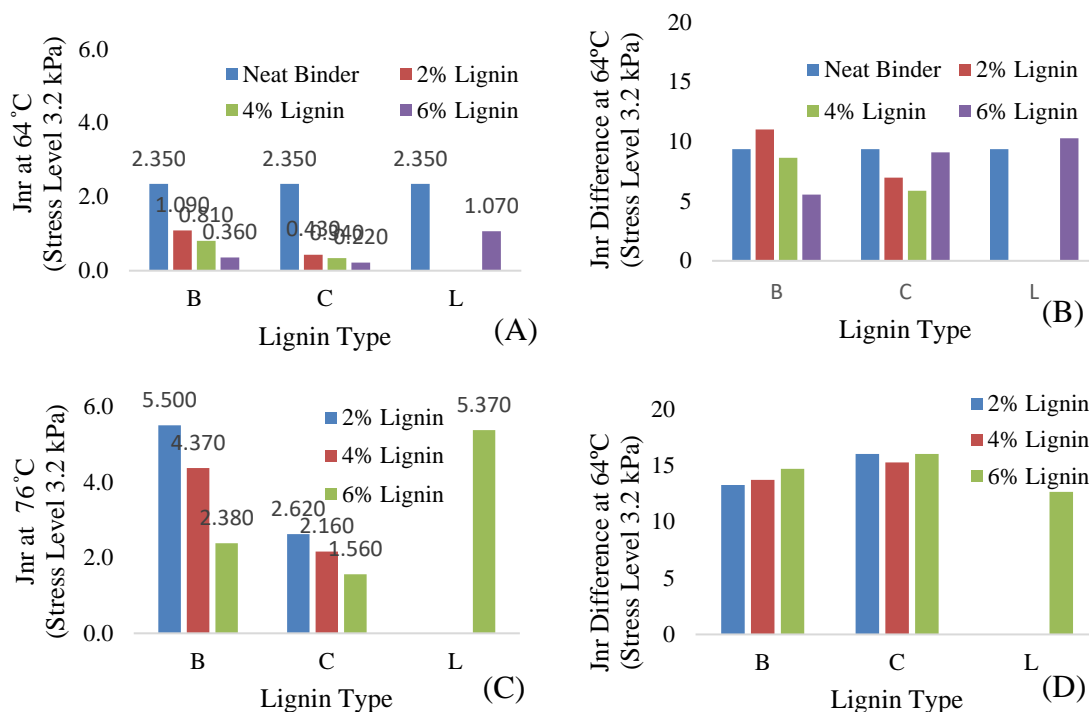 6.0
4.0
2.0
0.0
Jnr at 64°C
(Stress Level 3.2 kPa)
Neat Binder
2% Lignin
4% Lignin
6% Lignin
2.350
2.350
2.350
1.090
0.810
0.360
0.430
0.340
0.220
1.070
B
C
L
Lignin Type
(A)
20
15
10
5
0
Jnr Difference at 64ºC
(Stress Level 3.2 kPa)
Neat Binder
2% Lignin
4% Lignin
6% Lignin
B
C
L
Lignin Type
(B)
6.0
4.0
2.0
0.0
Jnr at 76°C
(Stress Level 3.2 kPa)
2% Lignin
4% Lignin
6% Lignin
5.500
4.370
2.380
2.620
2.160
1.560
5.370
B
C
L
Lignin Type
(C)
20
15
10
5
0
Jnr Difference at 64ºC
(Stress Level 3.2 kPa)
2% Lignin
4% Lignin
6% Lignin
B
C
L
Lignin Type
(D)